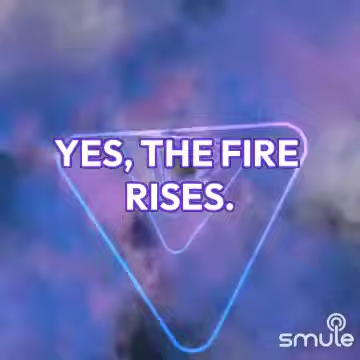 YES, THE FIRE
RISES.
smule